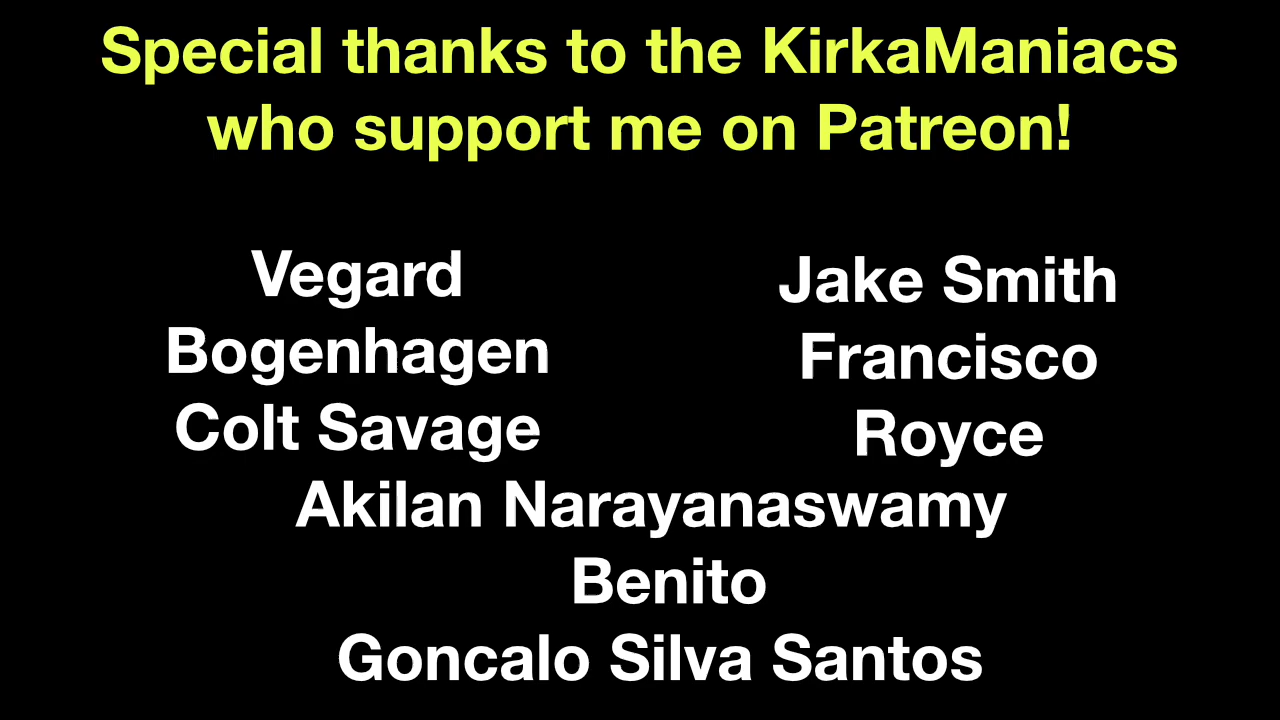 Special thanks to the KirkaManiacs
who support me on Patreon!
Vegard
Bogenhagen
Colt Savage
Jake Smith
Francisco
Royce
Akilan Narayanaswamy
Benito
Goncalo Silva Santos